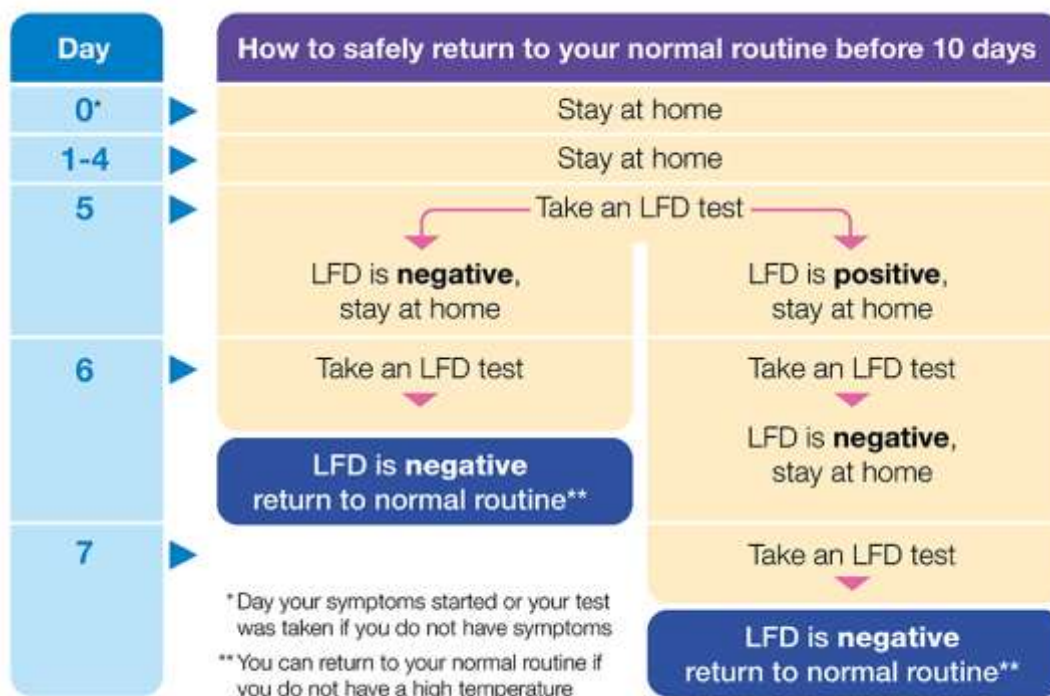 Day
How to safely return to your normal routine before 10 days
0*
Stay at home
1-4
Stay at home
5
Take an LFD test
LFD is negative,
stay at home
LFD is positive,
stay at home
6
Take an LFD test
LFD is negative
return to normal routine**
Take an LFD test
LFD is negative,
stay at home
7
Take an LFD test
LFD is negative
return to normal routine**
* Day your symptoms started or your test
was taken if you do not have symptoms
** You can return to your normal routine if
you do not have a high temperature